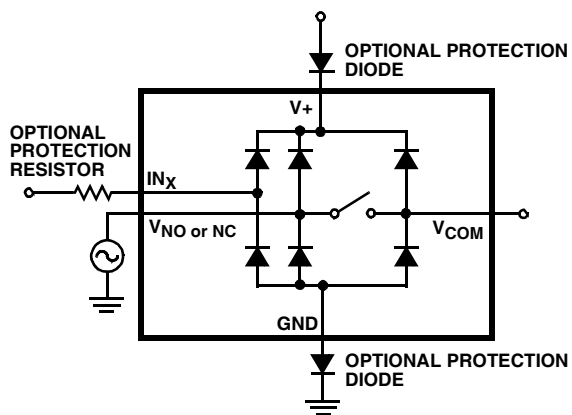 OPTIONAL PROTECTION
DIODE
V+
OPTIONAL
PROTECTION
RESISTOR
INX
VNO or NC
VCOM
GND
OPTIONAL PROTECTION
DIODE